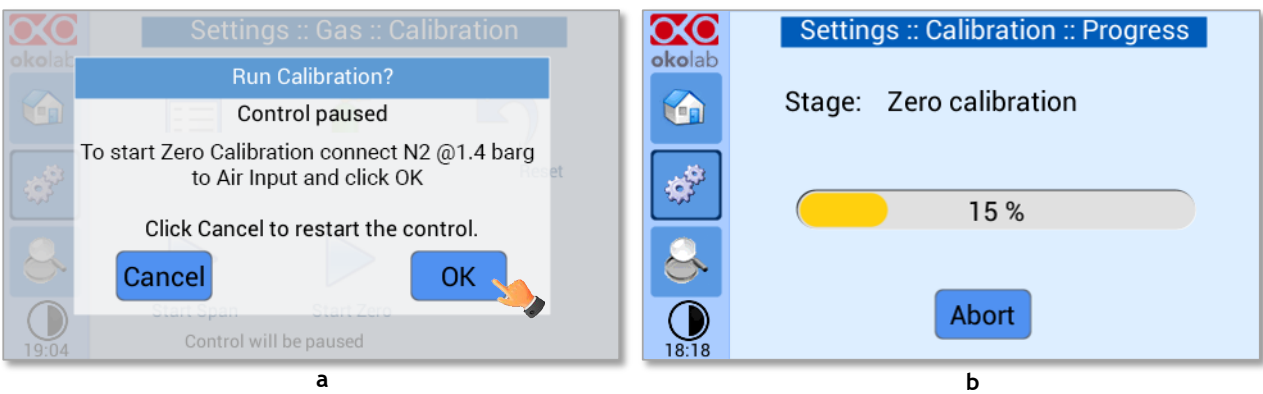 Settings :: Gas :: Calibration
okolab
Run Calibration?
Control paused
To start Zero Calibration connect N2 @1.4 barg
to Air Input and click OK
Reset
Click Cancel to restart the control.
Cancel
OK
Start Span
Start Zero
Control will be paused
19:04
a
OKO
okolab
Settings :: Calibration :: Progress
Stage: Zero calibration
15 %
Abort
18:18
b